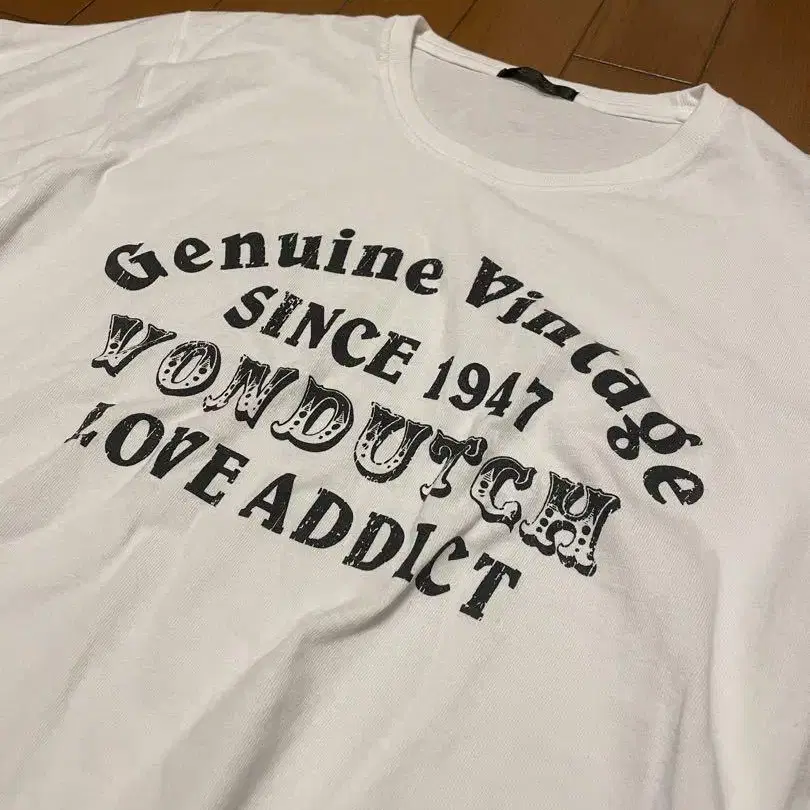 Genuine Vintage
SINCE 1947
VONDUTCH
LOVE ADDICT